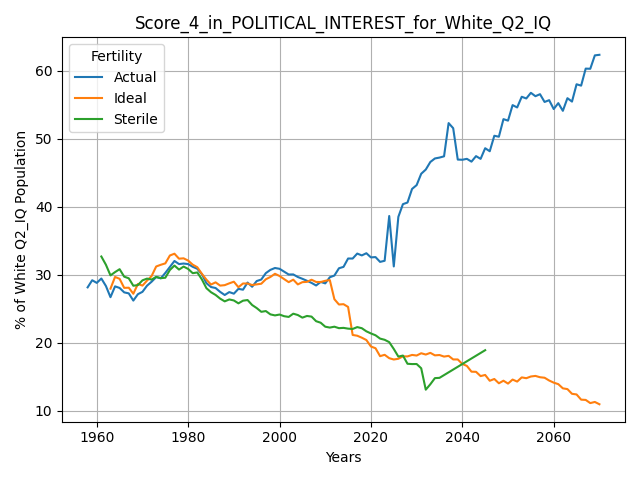 Score_4_in_POLITICAL_INTEREST_for_White_Q2_IQ
Fertility
Actual
Ideal
Sterile
% of White Q2_IQ Population
60
50
40
30
20
10
1960
1980
2000
2020
2040
2060
Years